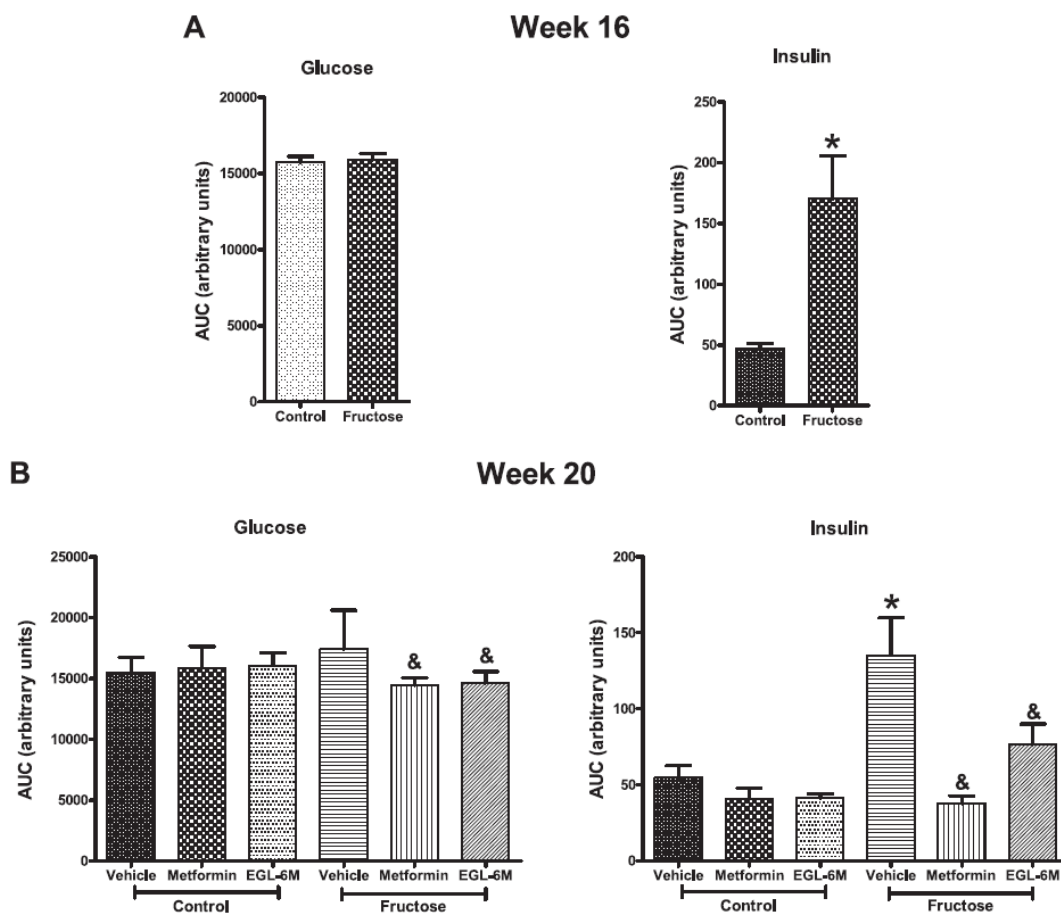 A Week 16
Glucose
AUC (arbitrary units)
20000
15000
10000
5000
0
Control Fructose
Insulin
AUC (arbitrary units)
250
200
150
100
50
0
*
Control Fructose
B Week 20
Glucose
AUC (arbitrary units)
25000
20000
15000
10000
5000
0
& &
Vehicle Metformin EGL-6M Vehicle Metformin EGL-6M
Control Fructose
Insulin
AUC (arbitrary units)
200
150
100
50
0
*
&
&
Vehicle Metformin EGL-6M Vehicle Metformin EGL-6M
Control Fructose